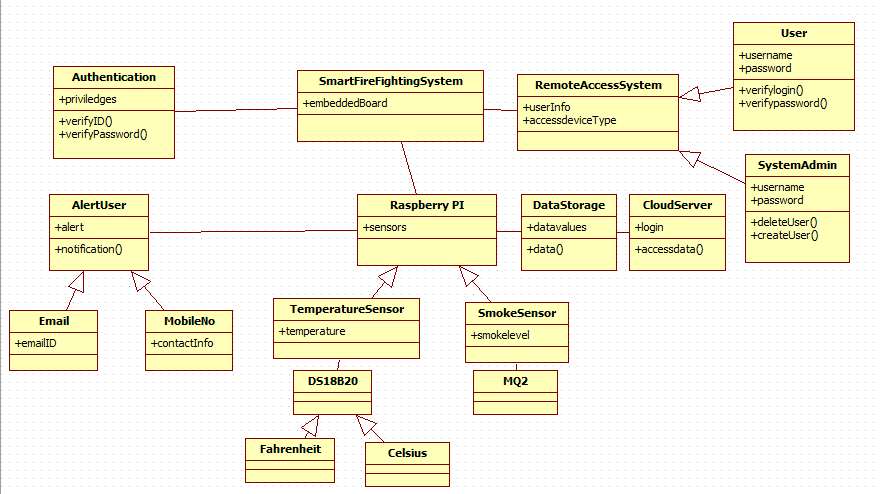 User
+username
+password
+verifylogin()
+verifypassword()
Authentication
+priviledges
+verifyID()
+verifyPassword()
SmartFireFightingSystem
+embeddedBoard
RemoteAccessSystem
+userInfo
+accessdeviceType
SystemAdmin
+username
+password
+deleteUser()
+createUser()
AlertUser
+alert
+notification()
Raspberry PI
+sensors
DataStorage
+datavalues
+data()
CloudServer
+login
+accessdata()
Email
+emailID
MobileNo
+contactInfo
TemperatureSensor
+temperature
SmokeSensor
+smokelevel
DS18B20
MQ2
Fahrenheit
Celsius